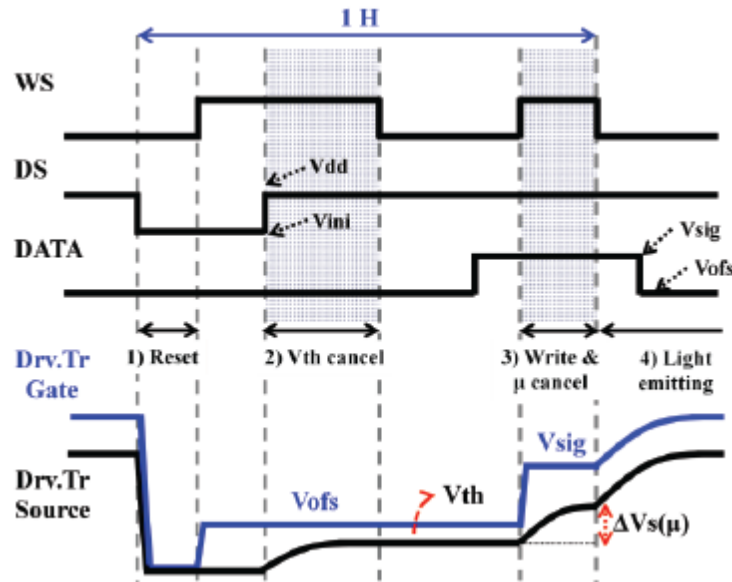 1 H
WS
DS
Vdd
Vini
DATA
Vsig
Vofs
1) Reset
2) Vth cancel
3) Write &
μ cancel
4) Light
emitting
Drv.Tr
Gate
Vsig
Drv.Tr
Source
Vofs
Vth
ΔVs(μ)